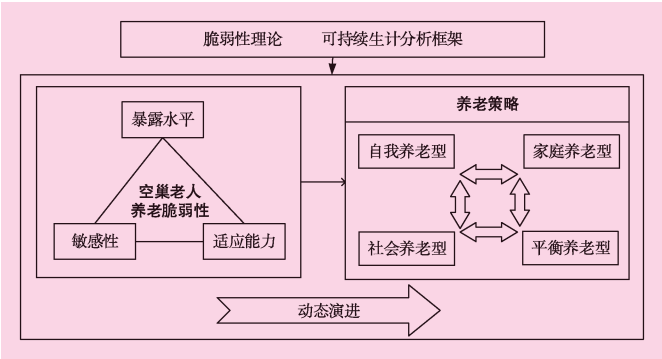 脆弱性理论 可持续生计分析框架
暴露水平
空巢老人
养老脆弱性
敏感性
适应能力
养老策略
自我养老型
家庭养老型
社会养老型
平衡养老型
动态演进